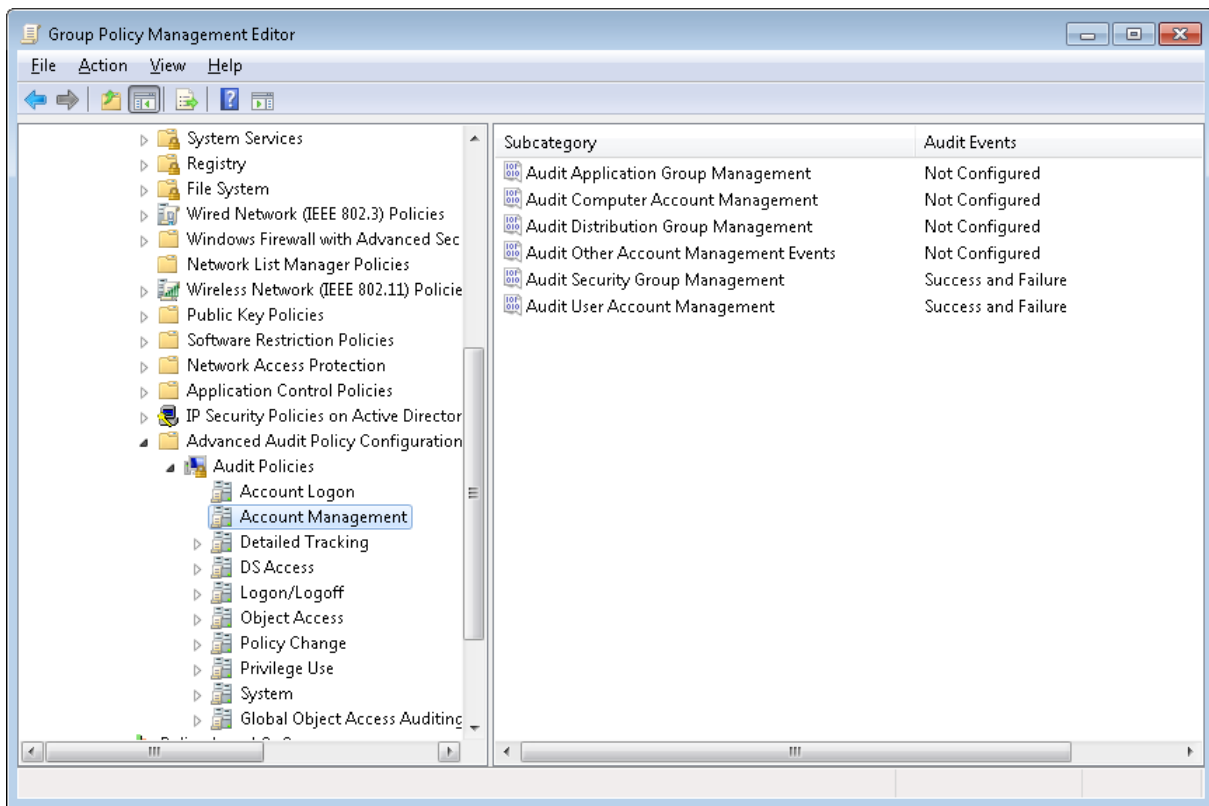 Group Policy Management Editor
File Action View Help
System Services
Registry
File System
Wired Network (IEEE 802.3) Policies
Windows Firewall with Advanced Sec
Network List Manager Policies
Wireless Network (IEEE 802.11) Policie
Public Key Policies
Software Restriction Policies
Network Access Protection
Application Control Policies
IP Security Policies on Active Director
Advanced Audit Policy Configuration
Audit Policies
Account Logon
Account Management
Detailed Tracking
DS Access
Logon/Logoff
Object Access
Policy Change
Privilege Use
System
Global Object Access Auditing
Subcategory Audit Events
Audit Application Group Management Not Configured
Audit Computer Account Management Not Configured
Audit Distribution Group Management Not Configured
Audit Other Account Management Events Not Configured
Audit Security Group Management Success and Failure
Audit User Account Management Success and Failure